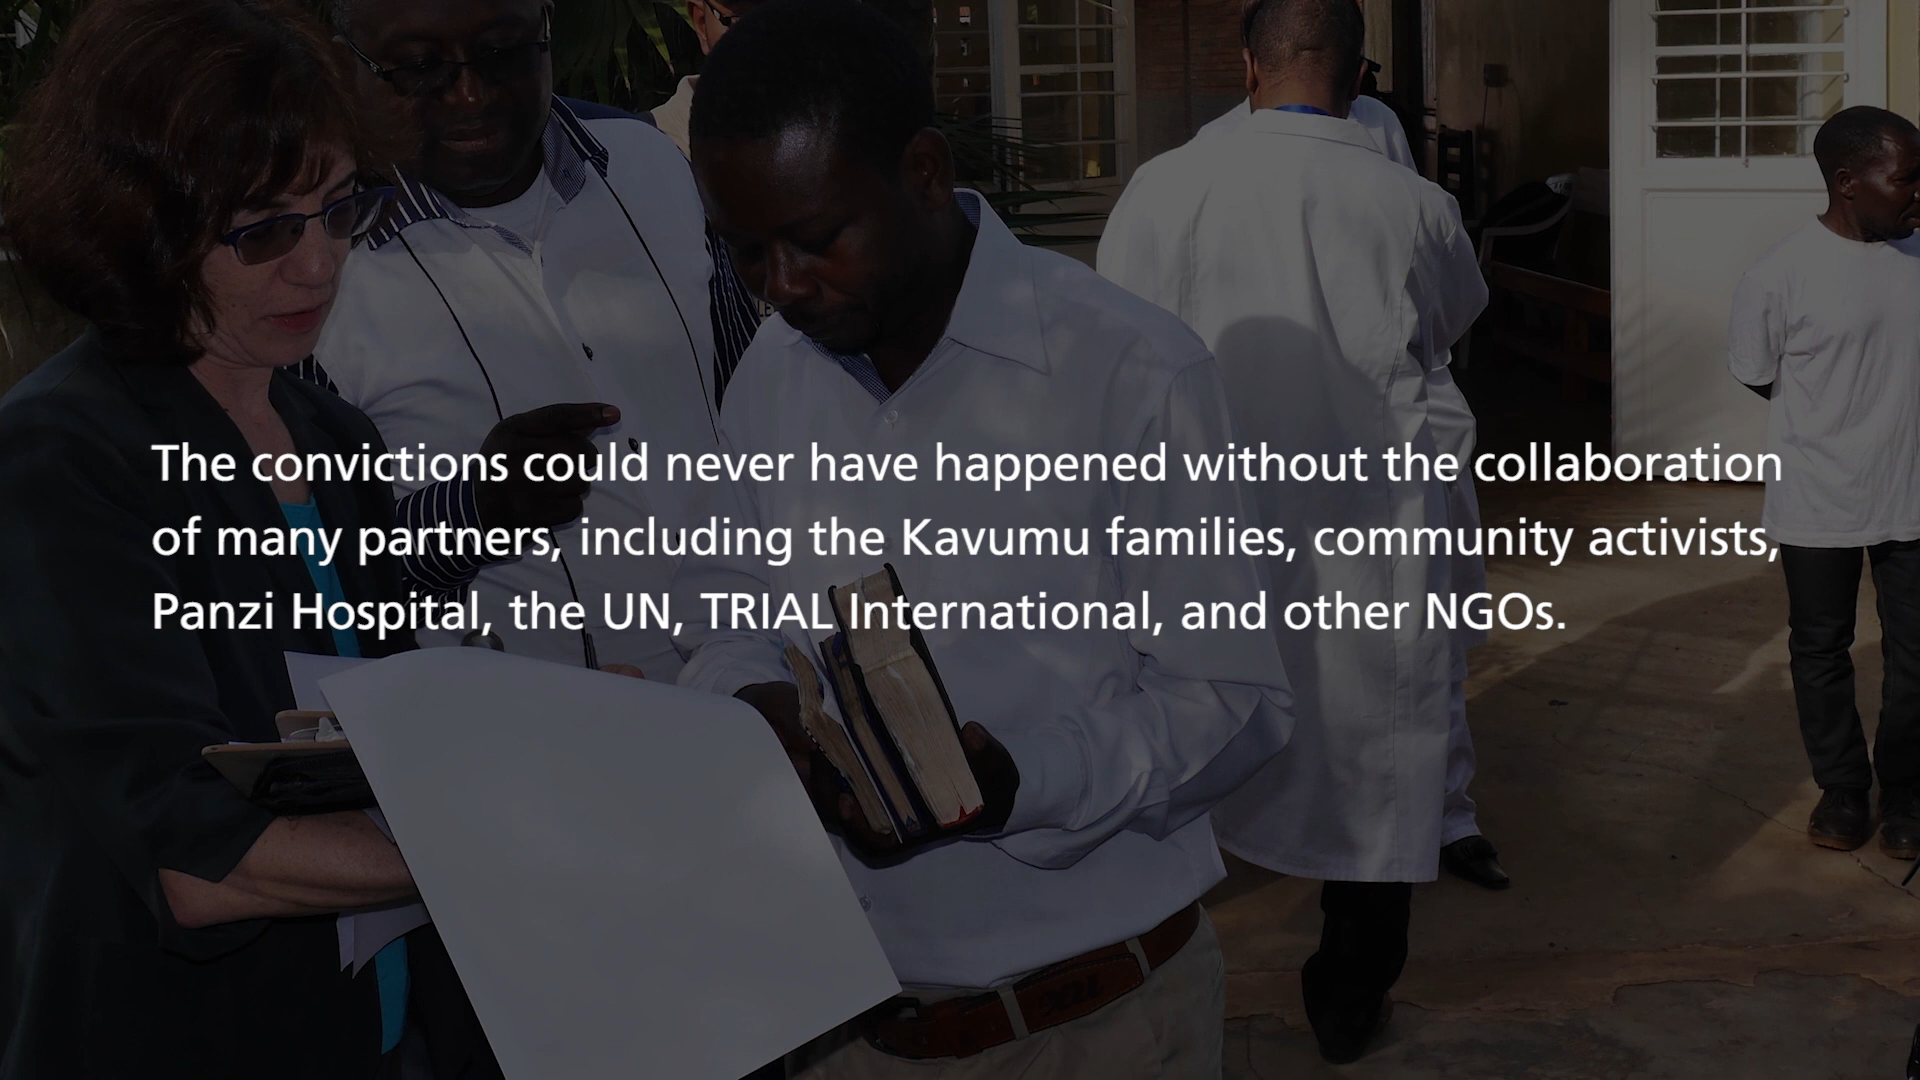 The convictions could never have happened without the collaboration
of many partners, including the Kavumu families, community activists,
Panzi Hospital, the UN, TRIAL International, and other NGOs.